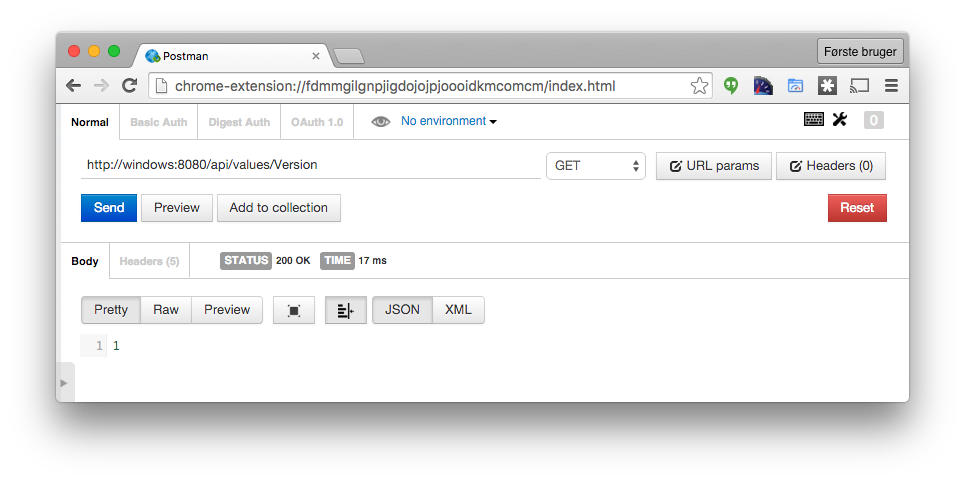 Postman
Første bruger
chrome-extension://fdmmgilgnpjigdojojpjoooidkmcomcm/index.html
Normal Basic Auth Digest Auth OAuth 1.0 No environment 0
http://windows:8080/api/values/Version GET URL params Headers (0)
Send Preview Add to collection Reset
Body Headers (5) STATUS 200 OK TIME 17 ms
Pretty Raw Preview JSON XML
1 1